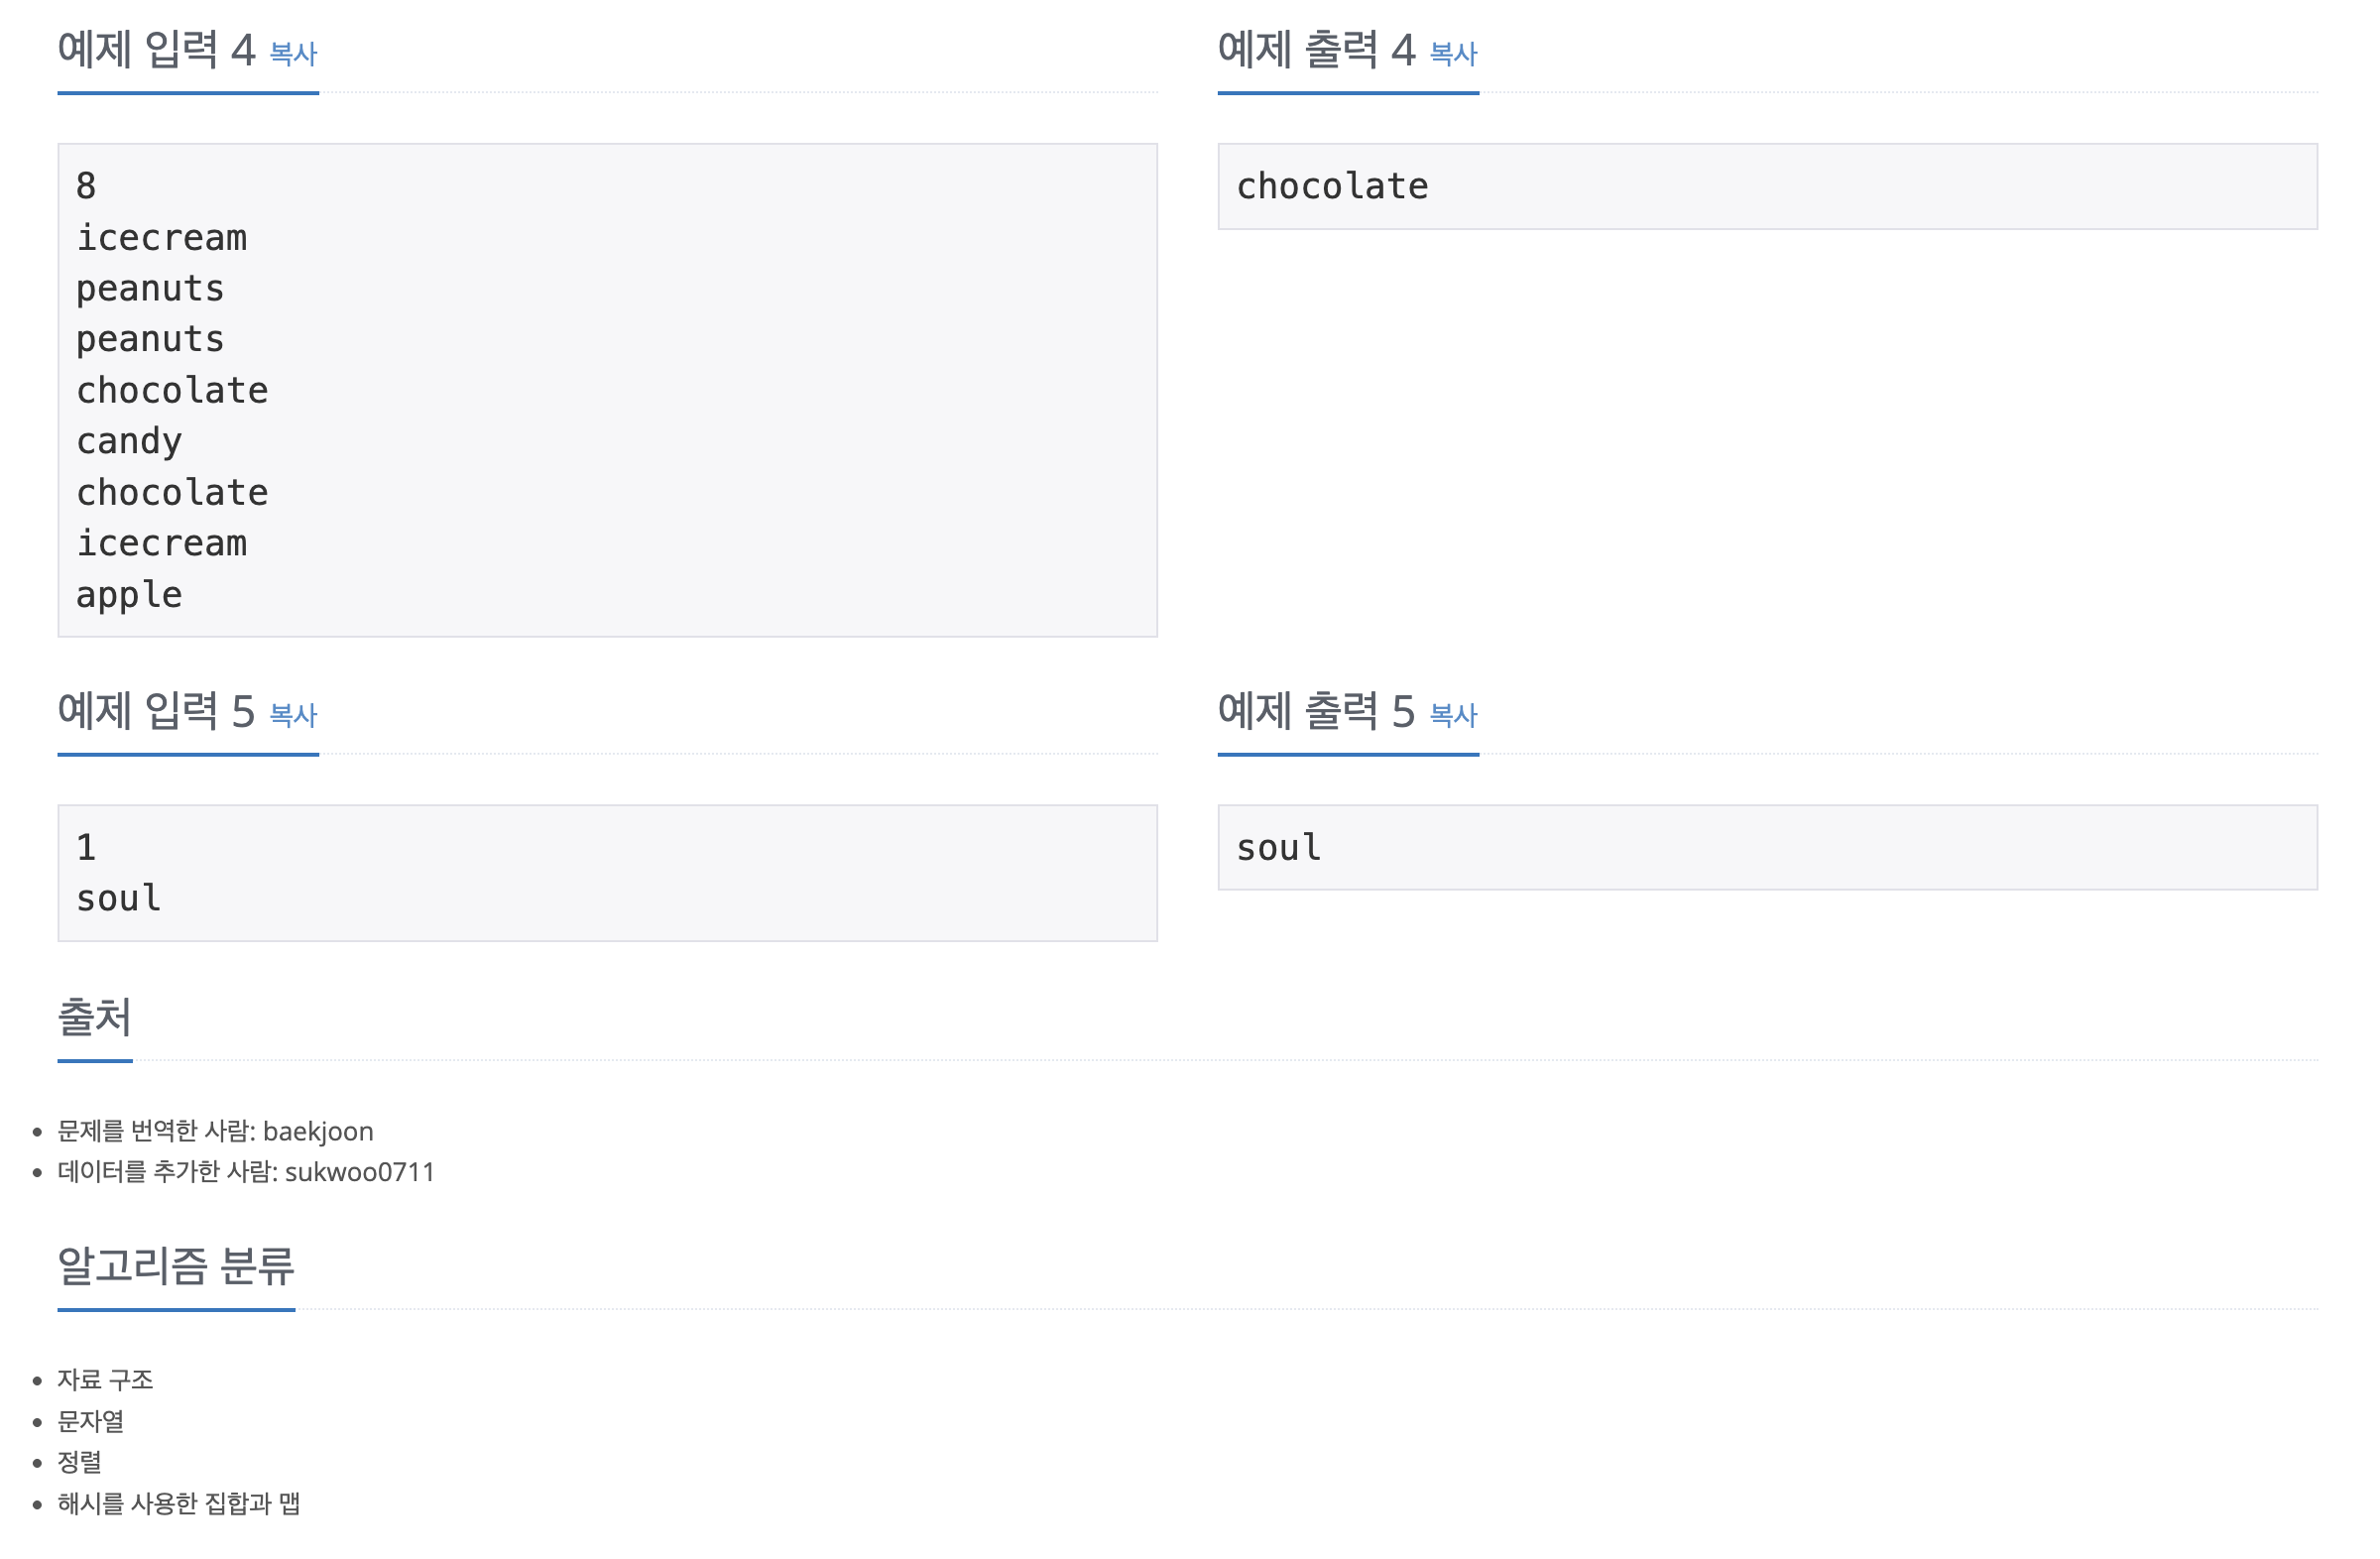 예제 입력 4 복사
8
icecream
peanuts
peanuts
chocolate
candy
chocolate
icecream
apple
예제 출력 4 복사
chocolate
예제 입력 5 복사
1
soul
예제 출력 5 복사
soul
출처
문제를 번역한 사람: baekjoon
데이터를 추가한 사람: sukwoo0711
알고리즘 분류
자료 구조
문자열
정렬
해시를 사용한 집합과 맵